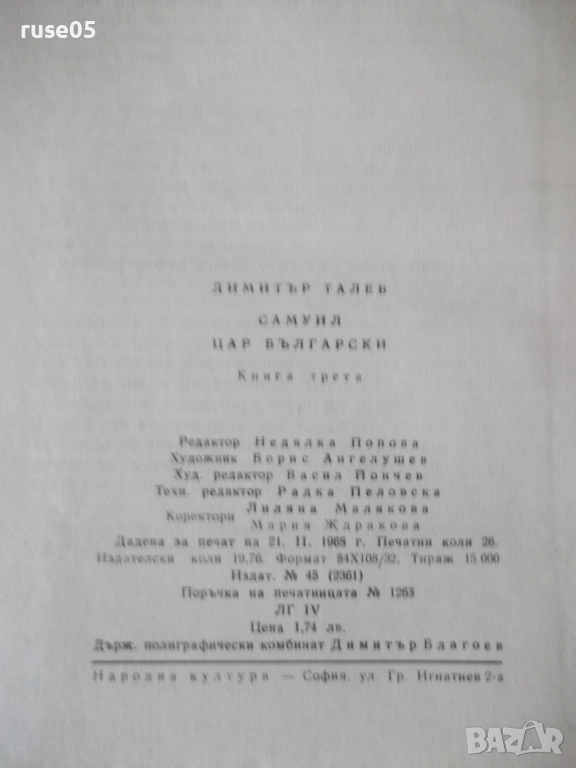 ruse05
ДИМИТЪР ТАЛЕВ
САМУИЛ
ЦАР БЪЛГАРСКИ
Книга трета
Редактор Недялка Попова
Художник Борис Ангелушев
Худ. редактор Васил Йончев
Техн. редактор Радка Пеловска
Коректори Лиляна Малякова
Мария Ждракова
Дадена за печат на 21. II. 1968 г. Печатни коли 26.
Издателски коли 19,76. Формат 84X108/32. Тираж 15 000
Издат. № 45 (2361)
Поръчка на печатницата № 1263
ЛГ IV
Цена 1,74 лв.
Държ. полиграфически комбинат Димитър Благоев
Народна култура — София, ул. Гр. Игнатиев 2-а
BAZAR